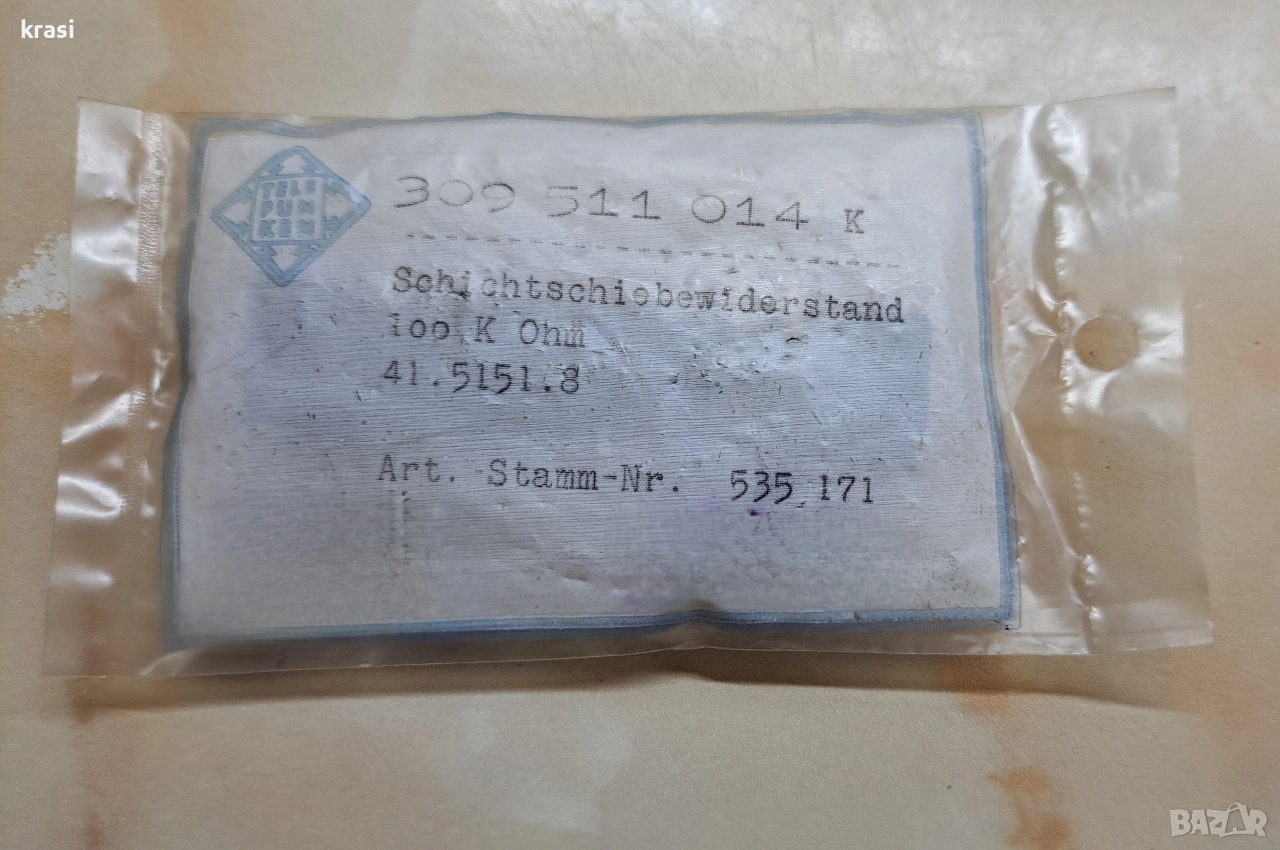 krasi
TELE
FUN
KEN
309 511 014 K
Schichtschiebewiderstand
100 K Ohm
41.5151.8
Art. Stamm-Nr. 535 171
BAZAR